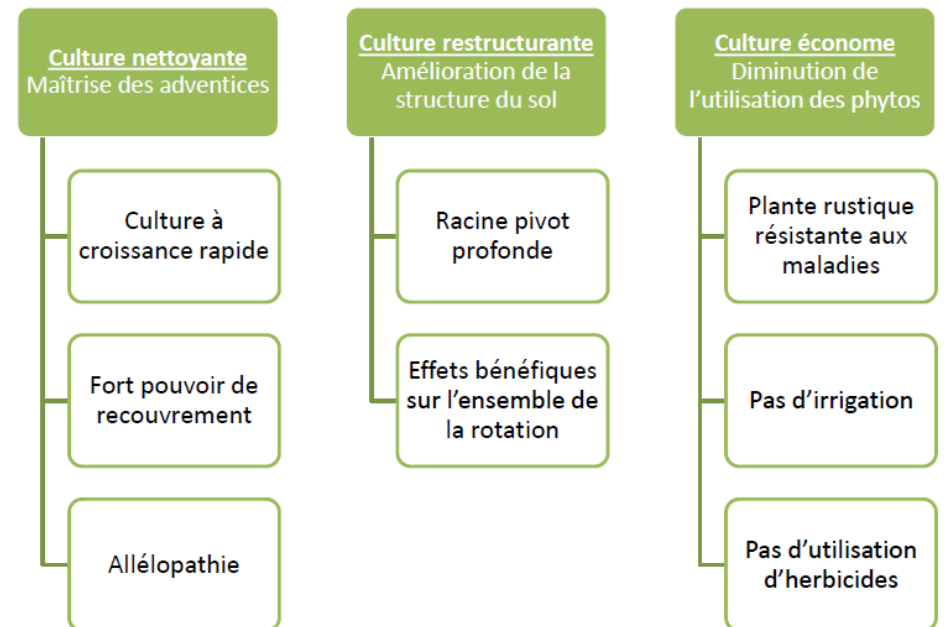 Culture nettoyante
Maîtrise des adventices
Culture à
croissance rapide
Fort pouvoir de
recouvrement
Allélopathie
Culture restructurante
Amélioration de la
structure du sol
Racine pivot
profonde
Effets bénéfiques
sur l’ensemble de
la rotation
Culture économe
Diminution de
l’utilisation des phytos
Plante rustique
résistante aux
maladies
Pas d’irrigation
Pas d’utilisation
d’herbicides